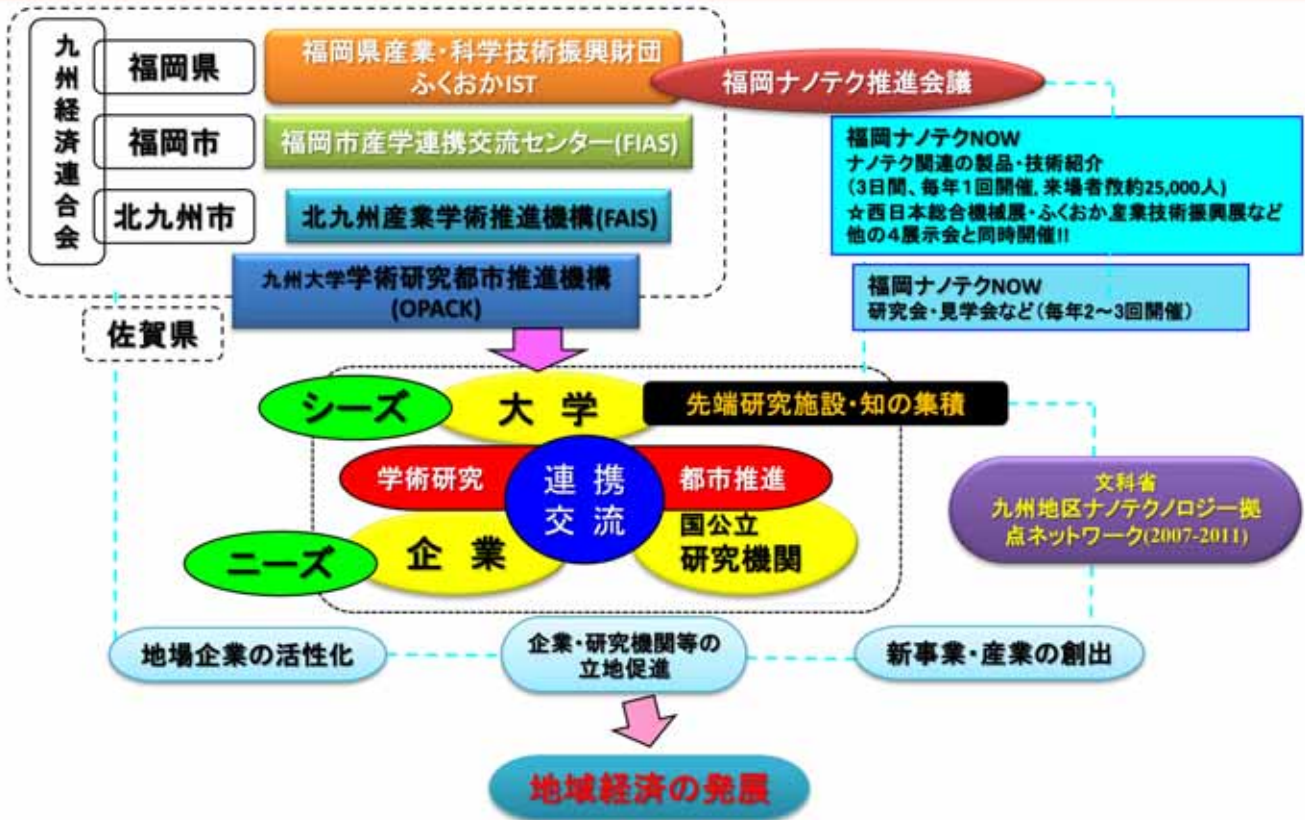 九州経済連合会
福岡県
福岡県産業・科学技術振興財団
ふくおかIST
福岡ナノテク推進会議
福岡市
福岡市産学連携交流センター(FIAS)
北九州市
北九州産業学術推進機構(FAIS)
九州大学学術研究都市推進機構
(OPACK)
佐賀県
福岡ナノテクNOW
ナノテク関連の製品・技術紹介
(3日間、毎年1回開催, 来場者数約25,000人)
☆西日本総合機械展・ふくおか産業技術振興展など
他の4展示会と同時開催!!
福岡ナノテクNOW
研究会・見学会など(毎年2〜3回開催)
シーズ
大 学
先端研究施設・知の集積
学術研究
連 携
交 流
都市推進
ニーズ
企 業
国公立
研究機関
文科省
九州地区ナノテクノロジー拠
点ネットワーク(2007-2011)
地場企業の活性化
企業・研究機関等の
立地促進
新事業・産業の創出
地域経済の発展